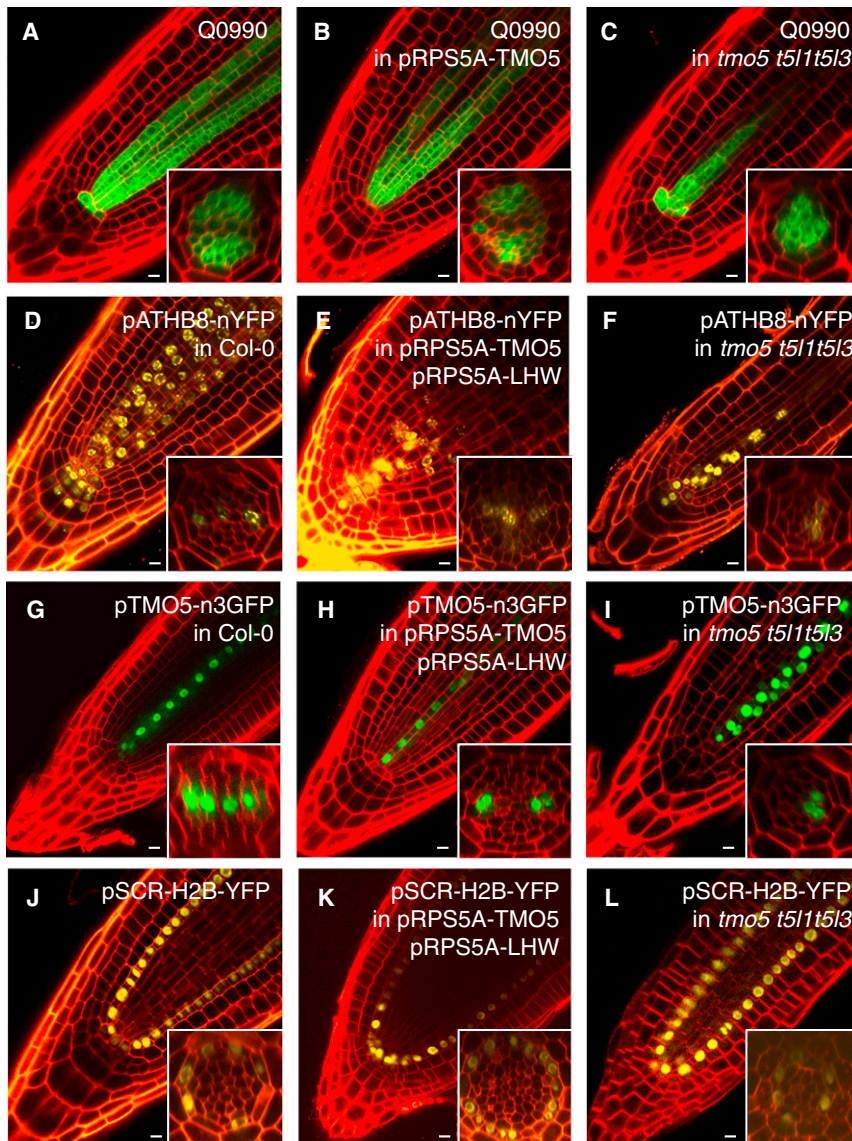 A Q0990
B Q0990
in pRPS5A-TMO5
C Q0990
in tmo5 t5l1t5l3
D pATHB8-nYFP
in Col-0
E pATHB8-nYFP
in pRPS5A-TMO5
pRPS5A-LHW
F pATHB8-nYFP
in tmo5 t5l1t5l3
G pTMO5-n3GFP
in Col-0
H pTMO5-n3GFP
in pRPS5A-TMO5
pRPS5A-LHW
I pTMO5-n3GFP
in tmo5 t5l1t5l3
J pSCR-H2B-YFP
K pSCR-H2B-YFP
in pRPS5A-TMO5
pRPS5A-LHW
L pSCR-H2B-YFP
in tmo5 t5l1t5l3